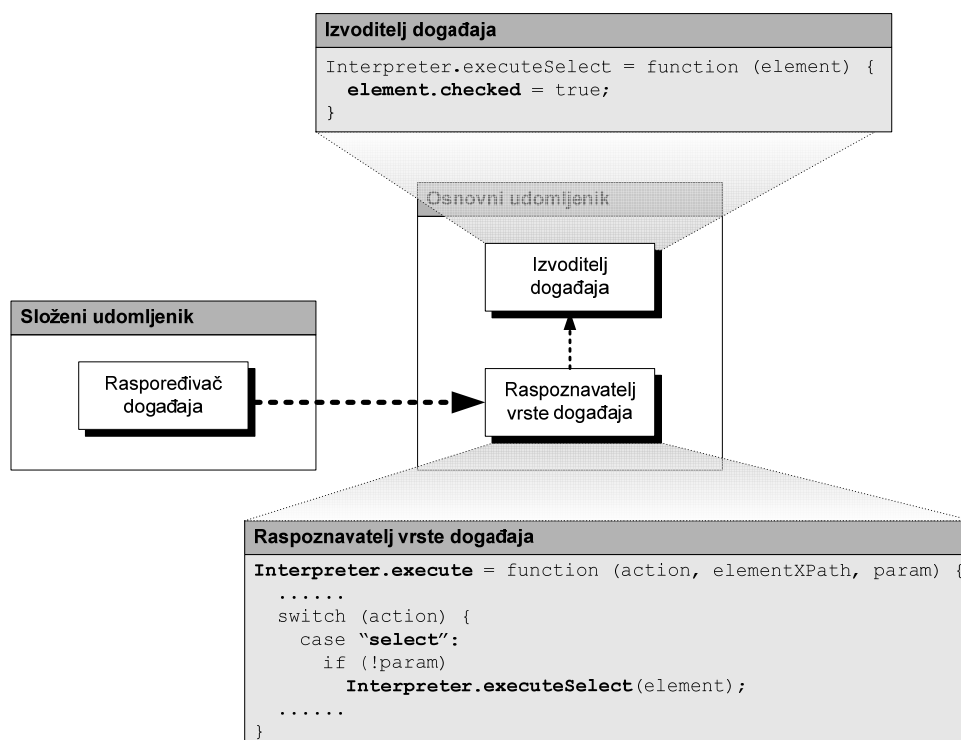 Izvoditelj događaja
Interpreter.executeSelect = function (element) {
element.checked = true;
}
Osnovni udomljenik
Izvoditelj
događaja
Složeni udomljenik
Raspoređivač
događaja
Raspoznavatelj
vrste događaja
Raspoznavatelj vrste događaja
Interpreter.execute = function (action, elementXPath, param) {
......
switch (action) {
case “select”:
if (!param)
Interpreter.executeSelect(element);
......
}